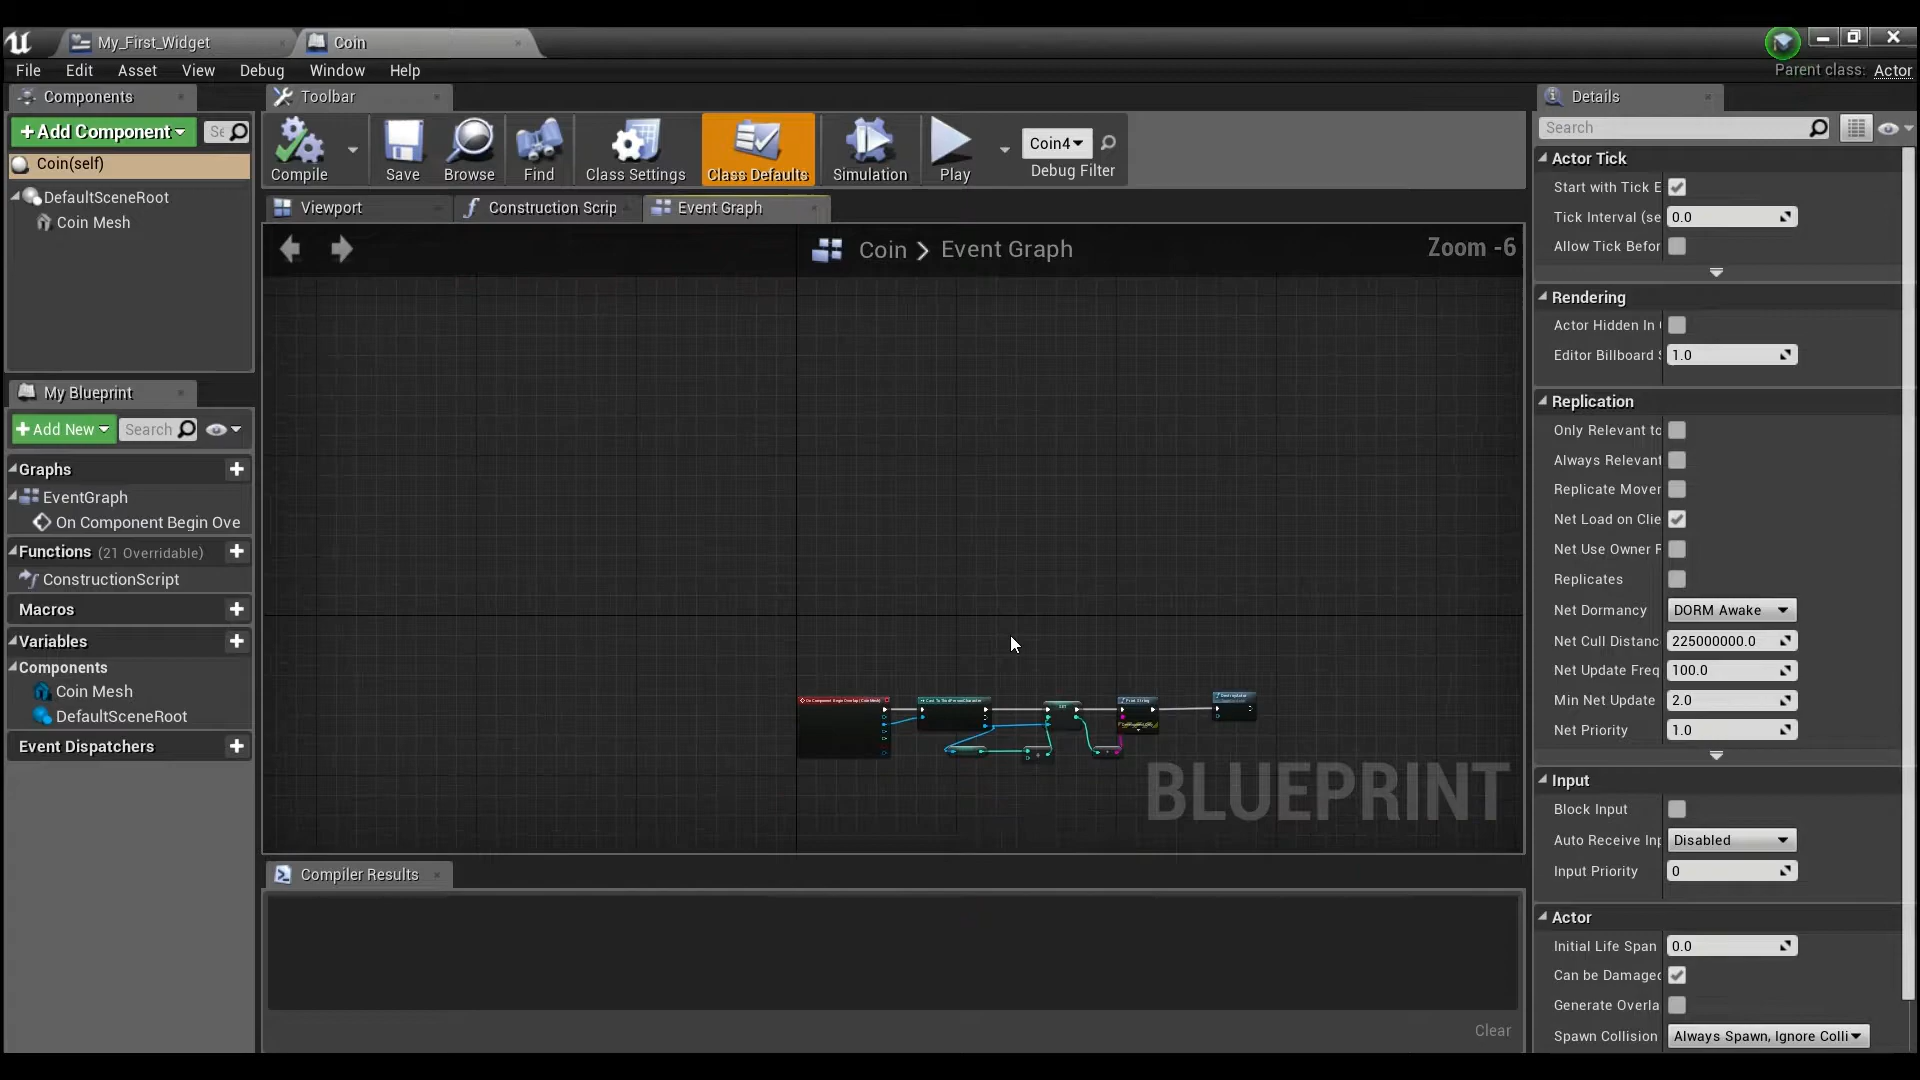 My_First_Widget
Coin
File Edit Asset View Debug Window Help
Parent class: Actor
Components
Toolbar
Details
+Add Component
Se
Search
Coin(self)
DefaultSceneRoot
Coin Mesh
Compile
Save
Browse
Find
Class Settings
Class Defaults
Simulation
Play
Coin4
Debug Filter
Viewport
Construction Scrip
Event Graph
Coin > Event Graph
Zoom -6
BLUEPRINT
My Blueprint
+Add New
Search
Graphs
EventGraph
On Component Begin Ove
Functions (21 Overridable)
ConstructionScript
Macros
Variables
Components
Coin Mesh
DefaultSceneRoot
Event Dispatchers
Compiler Results
Clear
Actor Tick
Start with Tick E
Tick Interval (se 0.0
Allow Tick Befor
Rendering
Actor Hidden In
Editor Billboard S 1.0
Replication
Only Relevant to
Always Relevant
Replicate Mover
Net Load on Clie
Net Use Owner R
Replicates
Net Dormancy DORM Awake
Net Cull Distanc 225000000.0
Net Update Freq 100.0
Min Net Update 2.0
Net Priority 1.0
Input
Block Input
Auto Receive Inp Disabled
Input Priority 0
Actor
Initial Life Span 0.0
Can be Damaged
Generate Overla
Spawn Collision Always Spawn, Ignore Colli